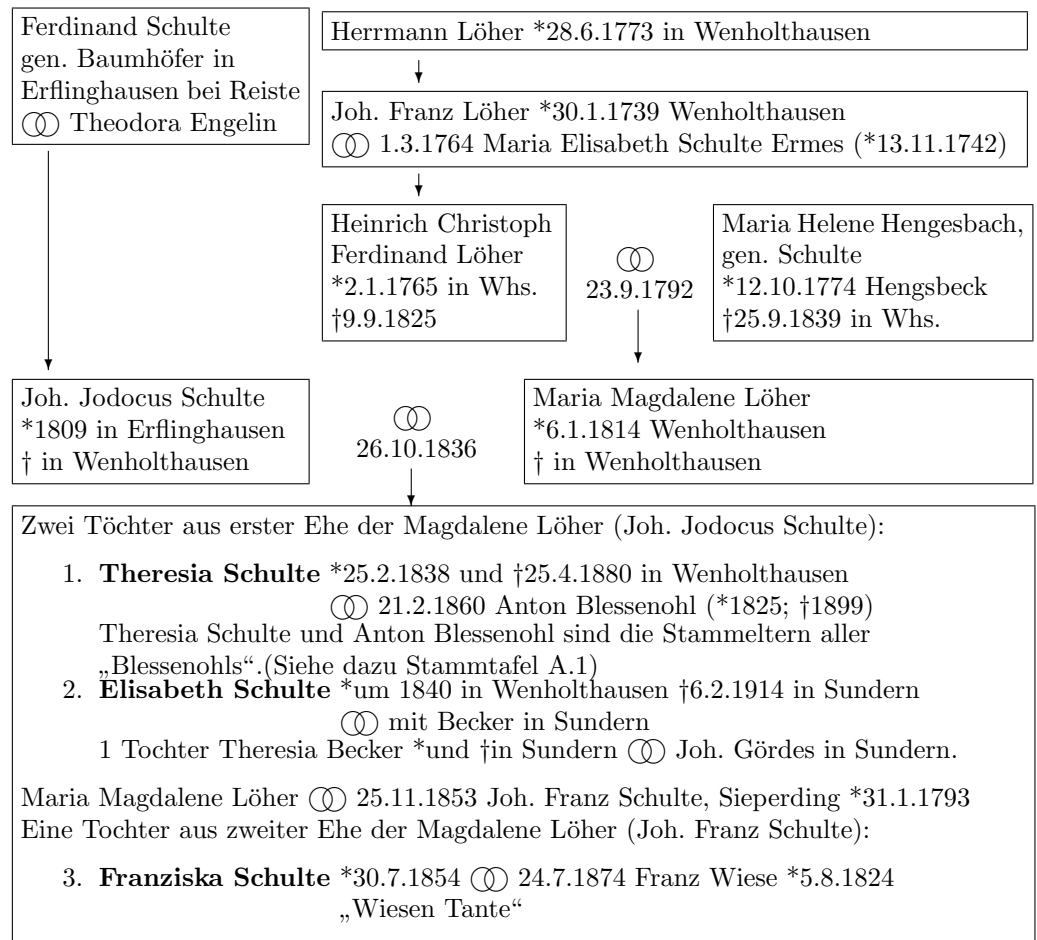 Ferdinand Schulte
gen. Baumhöfer in
Erflinghausen bei Reiste
⚭ Theodora Engelin
Herrmann Löher *28.6.1773 in Wenholthausen
Joh. Franz Löher *30.1.1739 Wenholthausen
⚭ 1.3.1764 Maria Elisabeth Schulte Ermes (*13.11.1742)
Heinrich Christoph
Ferdinand Löher
*2.1.1765 in Whs.
†9.9.1825
⚭
23.9.1792
Maria Helene Hengesbach,
gen. Schulte
*12.10.1774 Hengsbeck
†25.9.1839 in Whs.
Joh. Jodocus Schulte
*1809 in Erflinghausen
† in Wenholthausen
⚭
26.10.1836
Maria Magdalene Löher
*6.1.1814 Wenholthausen
† in Wenholthausen
Zwei Töchter aus erster Ehe der Magdalene Löher (Joh. Jodocus Schulte):
1. Theresia Schulte *25.2.1838 und †25.4.1880 in Wenholthausen
⚭ 21.2.1860 Anton Blessenohl (*1825; †1899)
Theresia Schulte und Anton Blessenohl sind die Stammeltern aller
„Blessenohls“.(Siehe dazu Stammtafel A.1)
2. Elisabeth Schulte *um 1840 in Wenholthausen †6.2.1914 in Sundern
⚭ mit Becker in Sundern
1 Tochter Theresia Becker *und †in Sundern ⚭ Joh. Gördes in Sundern.
Maria Magdalene Löher ⚭ 25.11.1853 Joh. Franz Schulte, Sieperding *31.1.1793
Eine Tochter aus zweiter Ehe der Magdalene Löher (Joh. Franz Schulte):
3. Franziska Schulte *30.7.1854 ⚭ 24.7.1874 Franz Wiese *5.8.1824
„Wiesen Tante“